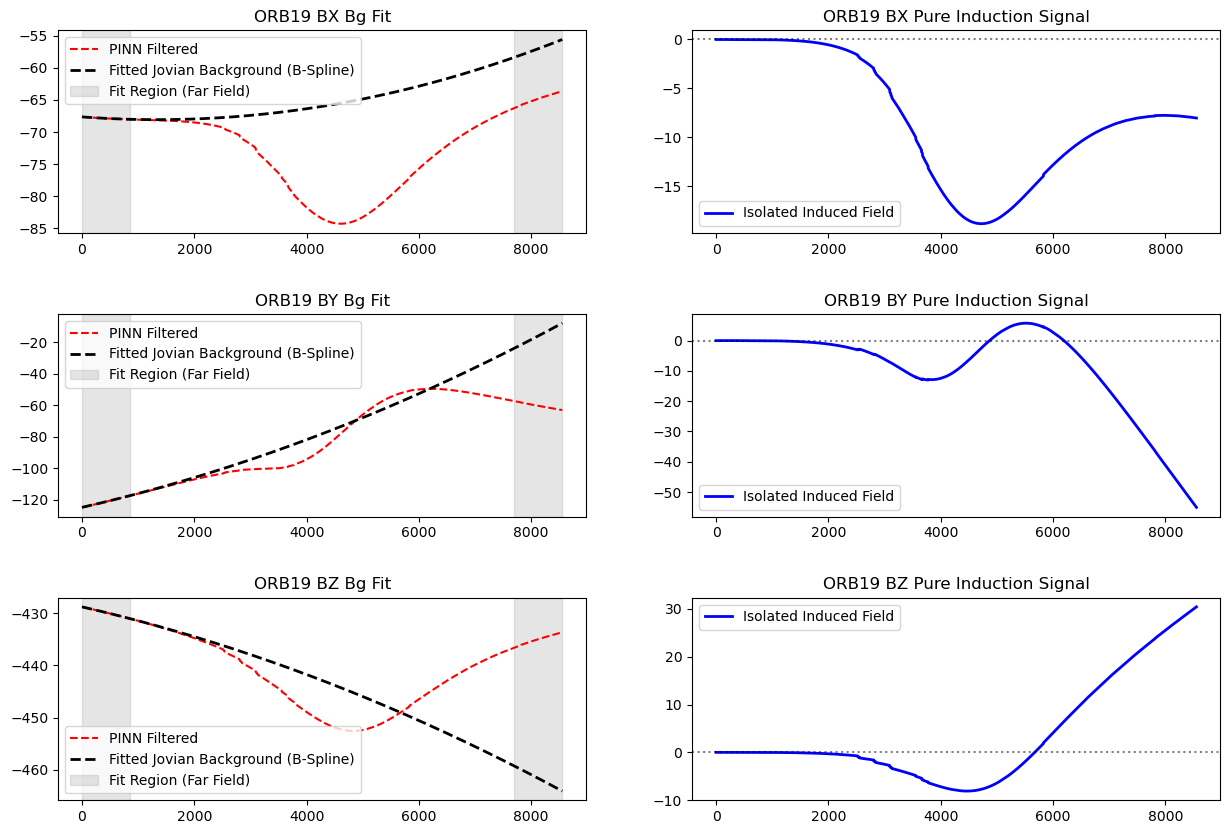 ORB19 BX Bg Fit
−55
−60
−65
−70
−75
−80
−85
PINN Filtered
Fitted Jovian Background (B-Spline)
Fit Region (Far Field)
0 2000 4000 6000 8000
ORB19 BX Pure Induction Signal
0
−5
−10
−15
Isolated Induced Field
0 2000 4000 6000 8000
ORB19 BY Bg Fit
−20
−40
−60
−80
−100
−120
PINN Filtered
Fitted Jovian Background (B-Spline)
Fit Region (Far Field)
0 2000 4000 6000 8000
ORB19 BY Pure Induction Signal
0
−10
−20
−30
−40
−50
Isolated Induced Field
0 2000 4000 6000 8000
ORB19 BZ Bg Fit
−430
−440
−450
−460
PINN Filtered
Fitted Jovian Background (B-Spline)
Fit Region (Far Field)
0 2000 4000 6000 8000
ORB19 BZ Pure Induction Signal
30
20
10
0
−10
Isolated Induced Field
0 2000 4000 6000 8000